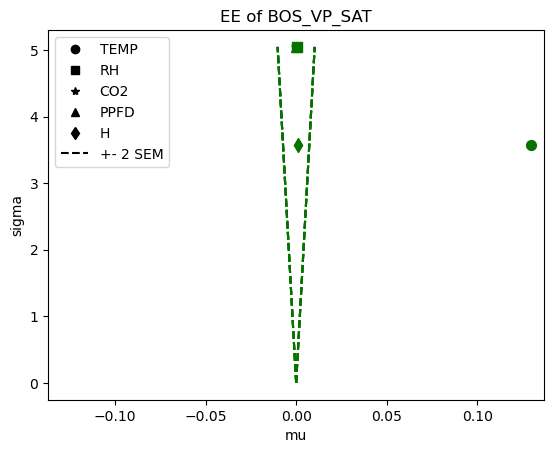 EE of BOS_VP_SAT
TEMP
RH
CO2
PPFD
H
+- 2 SEM
5
4
3
2
1
0
sigma
−0.10
−0.05
0.00
0.05
0.10
mu